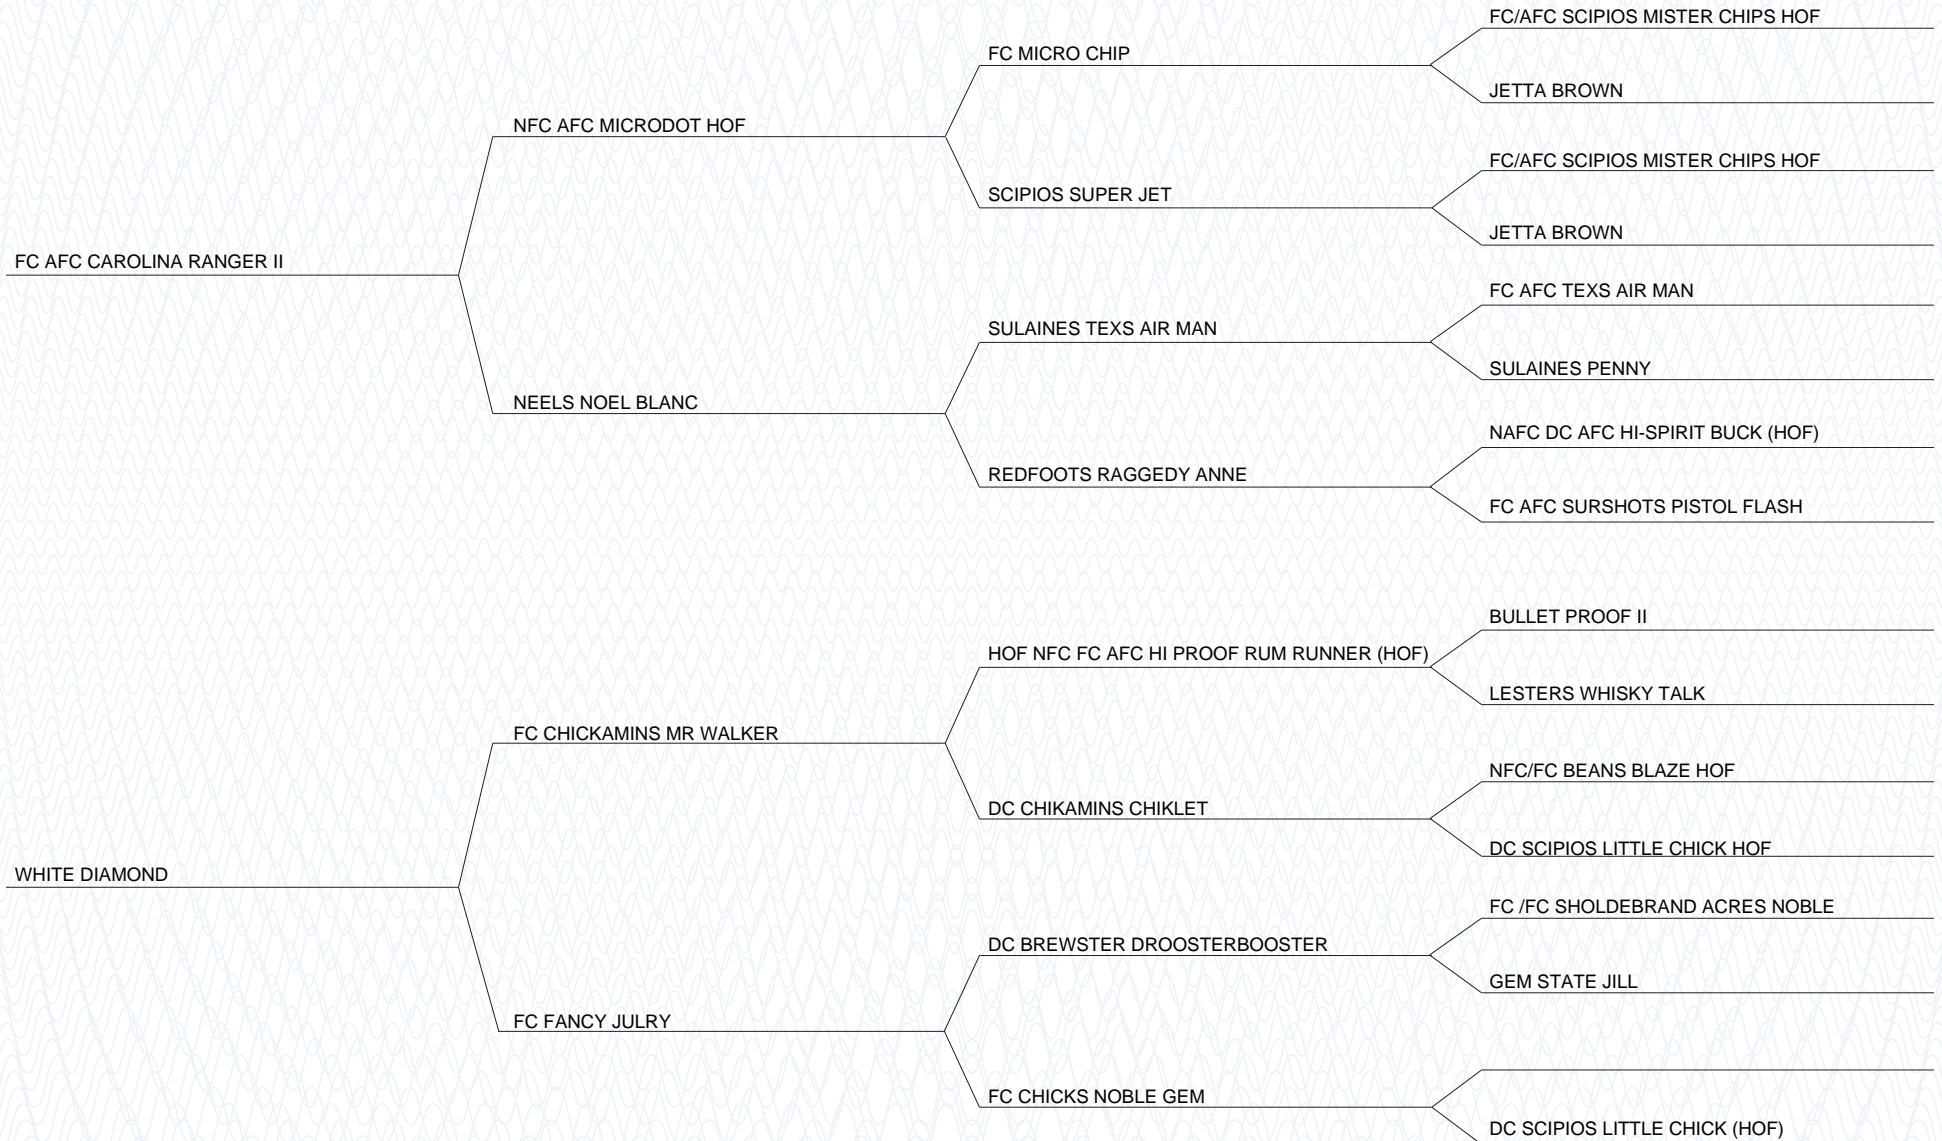 FC/AFC SCIPIOS MISTER CHIPS HOF
FC MICRO CHIP
JETTA BROWN
NFC AFC MICRODOT HOF
FC/AFC SCIPIOS MISTER CHIPS HOF
SCIPIOS SUPER JET
JETTA BROWN
FC AFC CAROLINA RANGER II
FC AFC TEXS AIR MAN
SULAINES TEXS AIR MAN
SULAINES PENNY
NEELS NOEL BLANC
NAFC DC AFC HI-SPIRIT BUCK (HOF)
REDFOOTS RAGGEDY ANNE
FC AFC SURSHOTS PISTOL FLASH
BULLET PROOF II
HOF NFC FC AFC HI PROOF RUM RUNNER (HOF)
LESTERS WHISKY TALK
FC CHICKAMINS MR WALKER
NFC/FC BEANS BLAZE HOF
DC CHIKAMINS CHIKLET
DC SCIPIOS LITTLE CHICK HOF
WHITE DIAMOND
FC /FC SHOLDEBRAND ACRES NOBLE
DC BREWSTER DROOSTERBOOSTER
GEM STATE JILL
FC FANCY JULRY
FC CHICKS NOBLE GEM
DC SCIPIOS LITTLE CHICK (HOF)